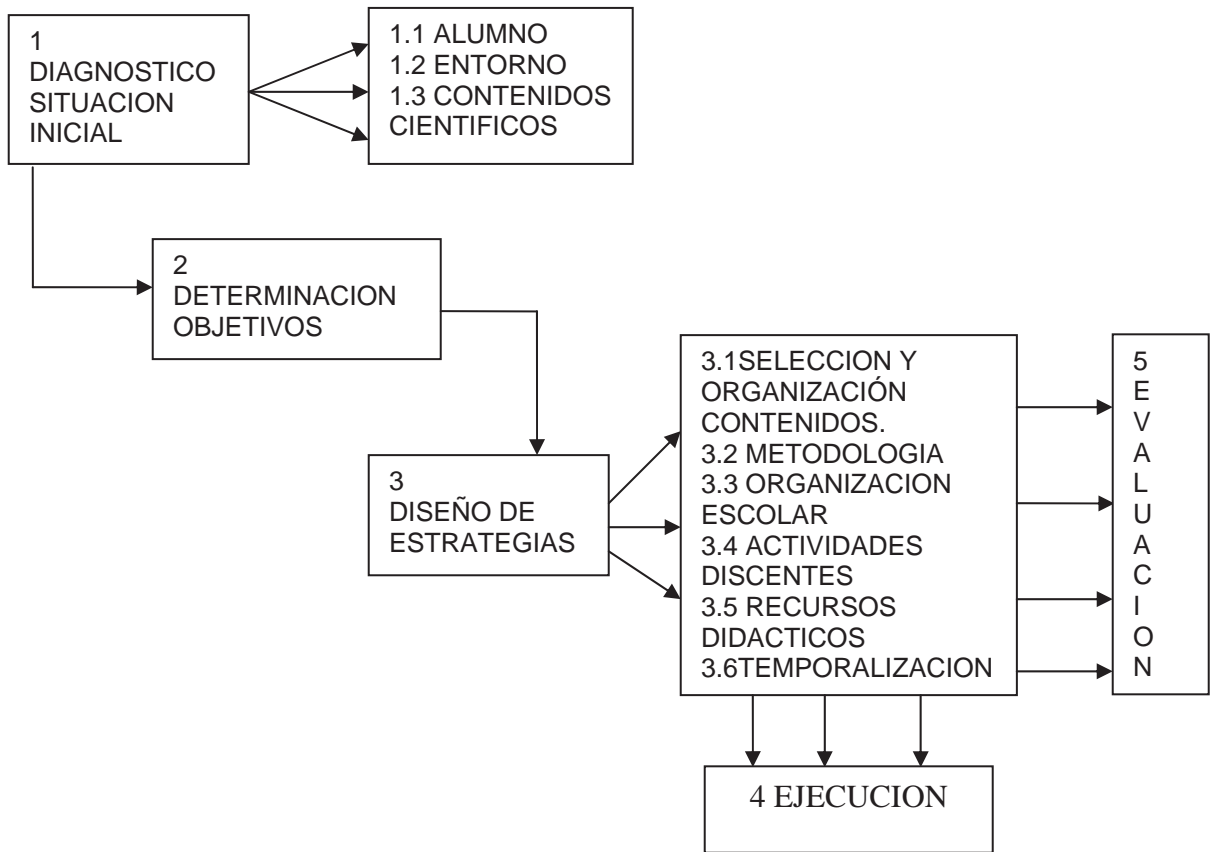 1
DIAGNOSTICO
SITUACION
INICIAL
1.1 ALUMNO
1.2 ENTORNO
1.3 CONTENIDOS
CIENTIFICOS
2
DETERMINACION
OBJETIVOS
3
DISEÑO DE
ESTRATEGIAS
3.1SELECCION Y
ORGANIZACIÓN
CONTENIDOS.
3.2 METODOLOGIA
3.3 ORGANIZACION
ESCOLAR
3.4 ACTIVIDADES
DISCENTES
3.5 RECURSOS
DIDACTICOS
3.6TEMPORALIZACION
5
E
V
A
L
U
A
C
I
O
N
4 EJECUCION